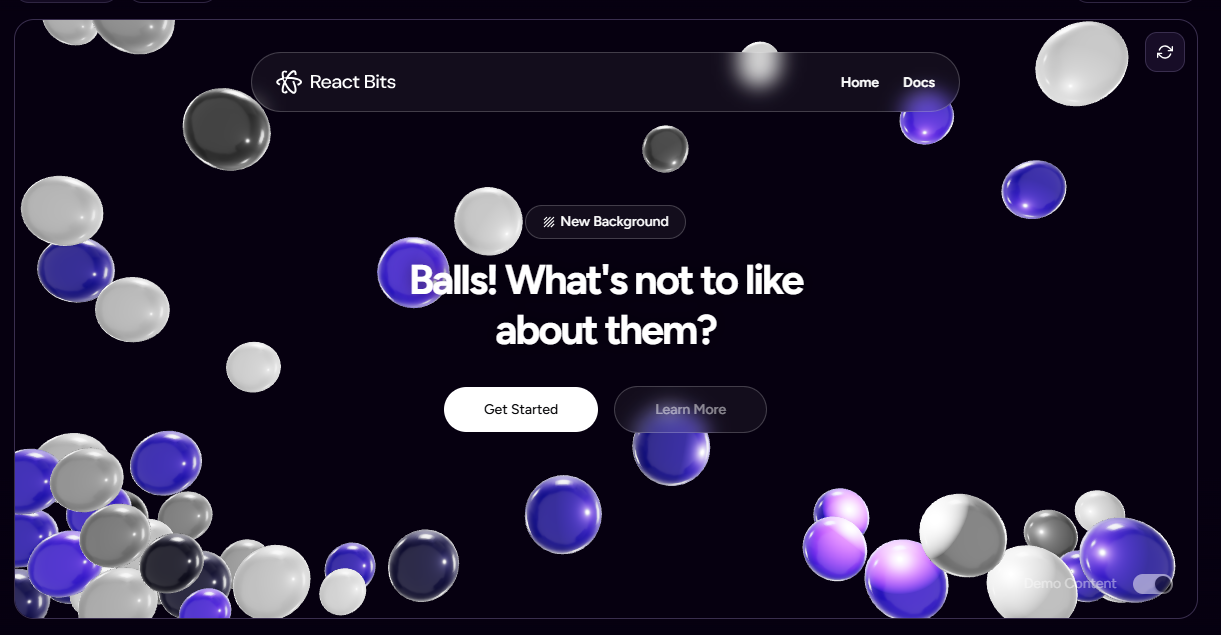 React Bits
Home
Docs
New Background
Balls! What's not to like
about them?
Get Started
Learn More
Demo Content